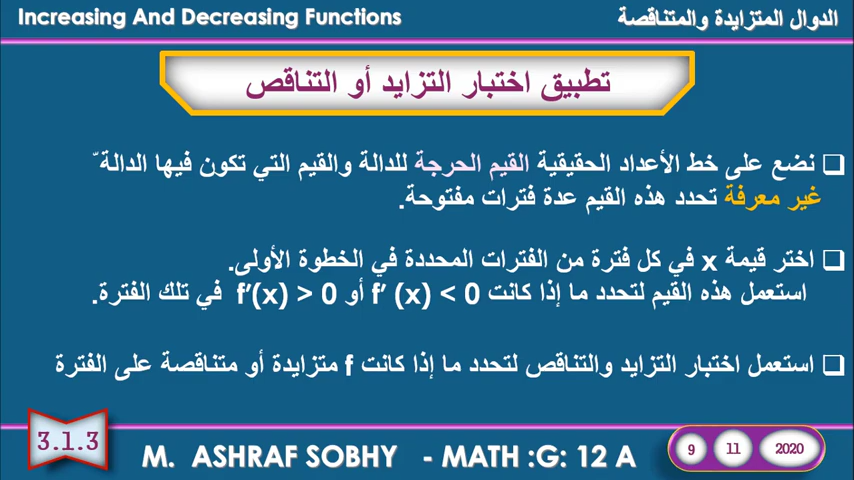 Increasing And Decreasing Functions
الدوال المتزايدة والمتناقصة
تطبيق اختبار التزايد أو التناقص
نضع على خط الأعداد الحقيقية القيم الحرجة للدالة والقيم التي تكون فيها الدالة ّ
غير معرفة تحدد هذه القيم عدة فترات مفتوحة.
اختر قيمة x في كل فترة من الفترات المحددة في الخطوة الأولى.
استعمل هذه القيم لتحدد ما إذا كانت f′ (x) < 0 أو f′(x) > 0 في تلك الفترة.
استعمل اختبار التزايد والتناقص لتحدد ما إذا كانت f متزايدة أو متناقصة على الفترة
3.1.3
M. ASHRAF SOBHY - MATH :G: 12 A
9 11 2020